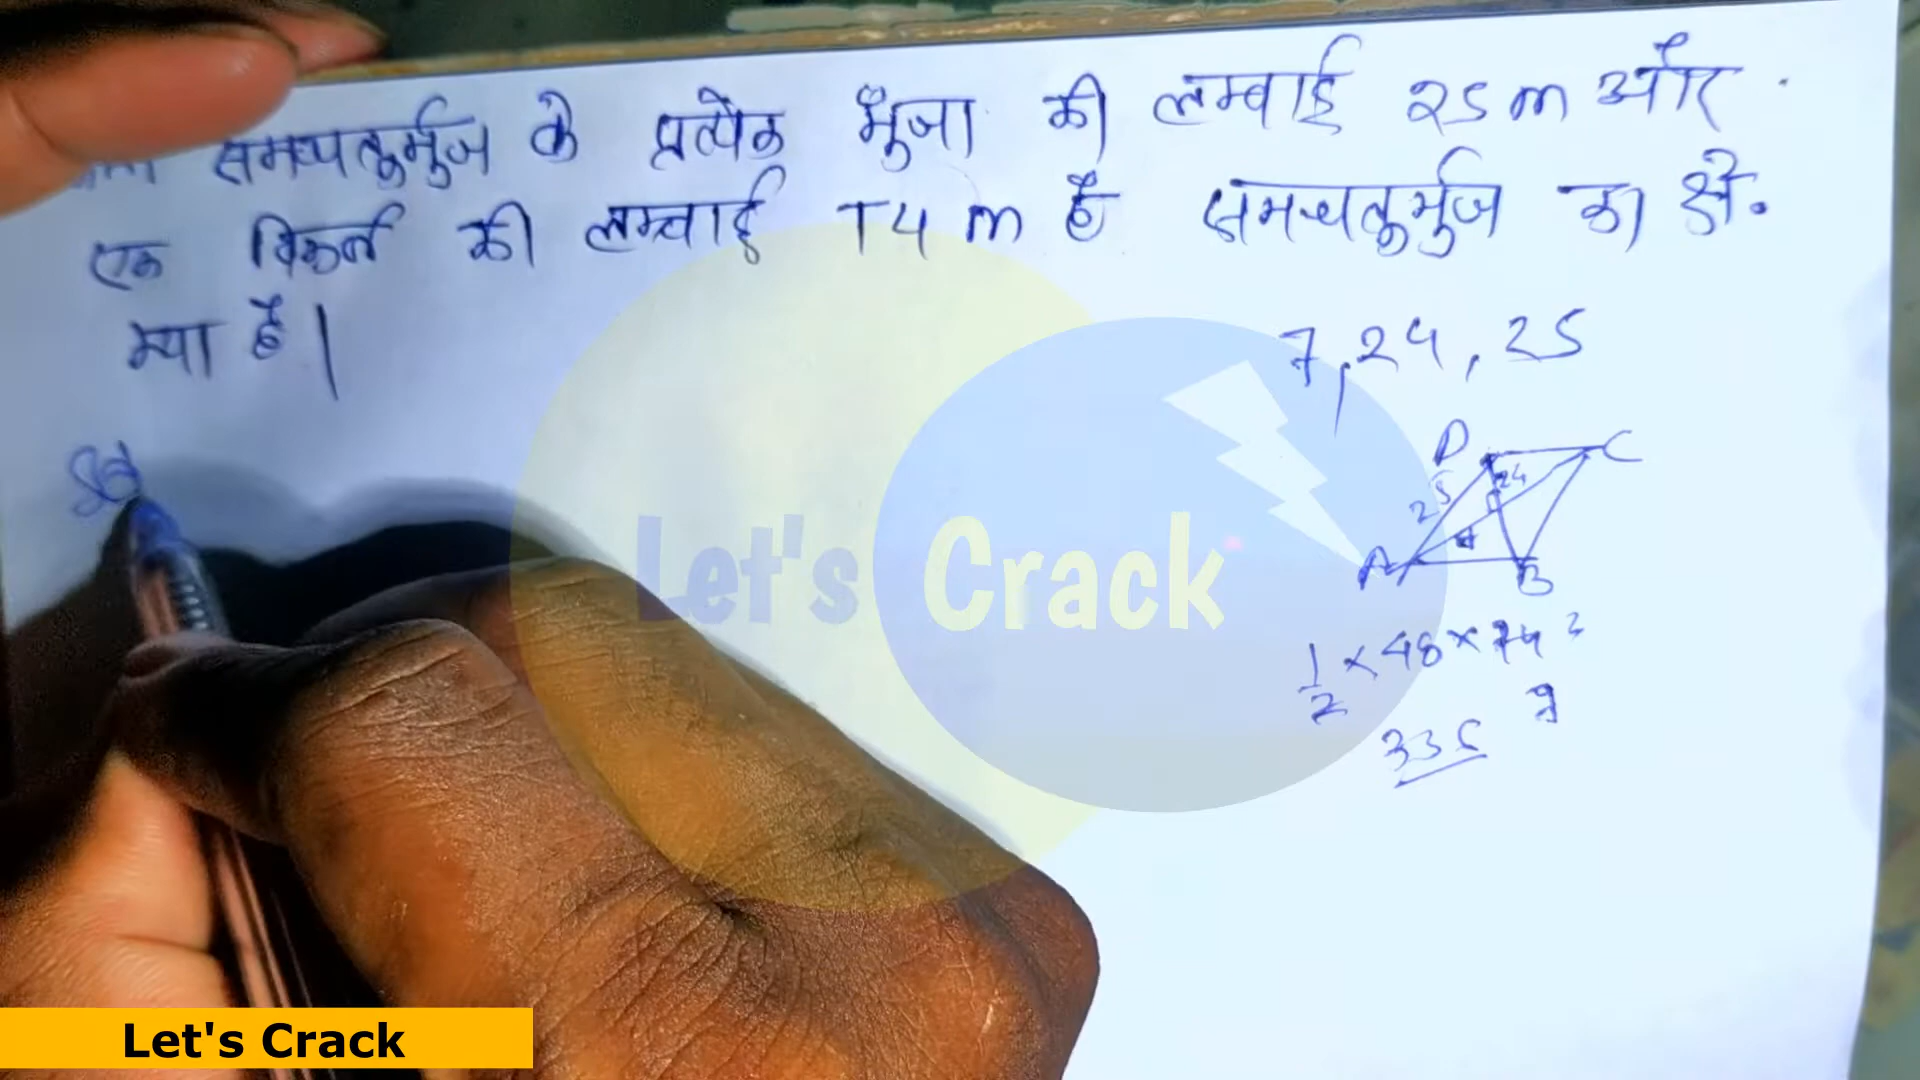 समचतुर्भुज के प्रत्येक भुजा की लम्बाई 25 m और
एक विकर्ण की लम्बाई 14 m है समचतुर्भुज का क्षे.
क्या है |
7, 24, 25
D C
25 24
A B
1/2 × 48 × 14
336
Let's Crack
Let's Crack